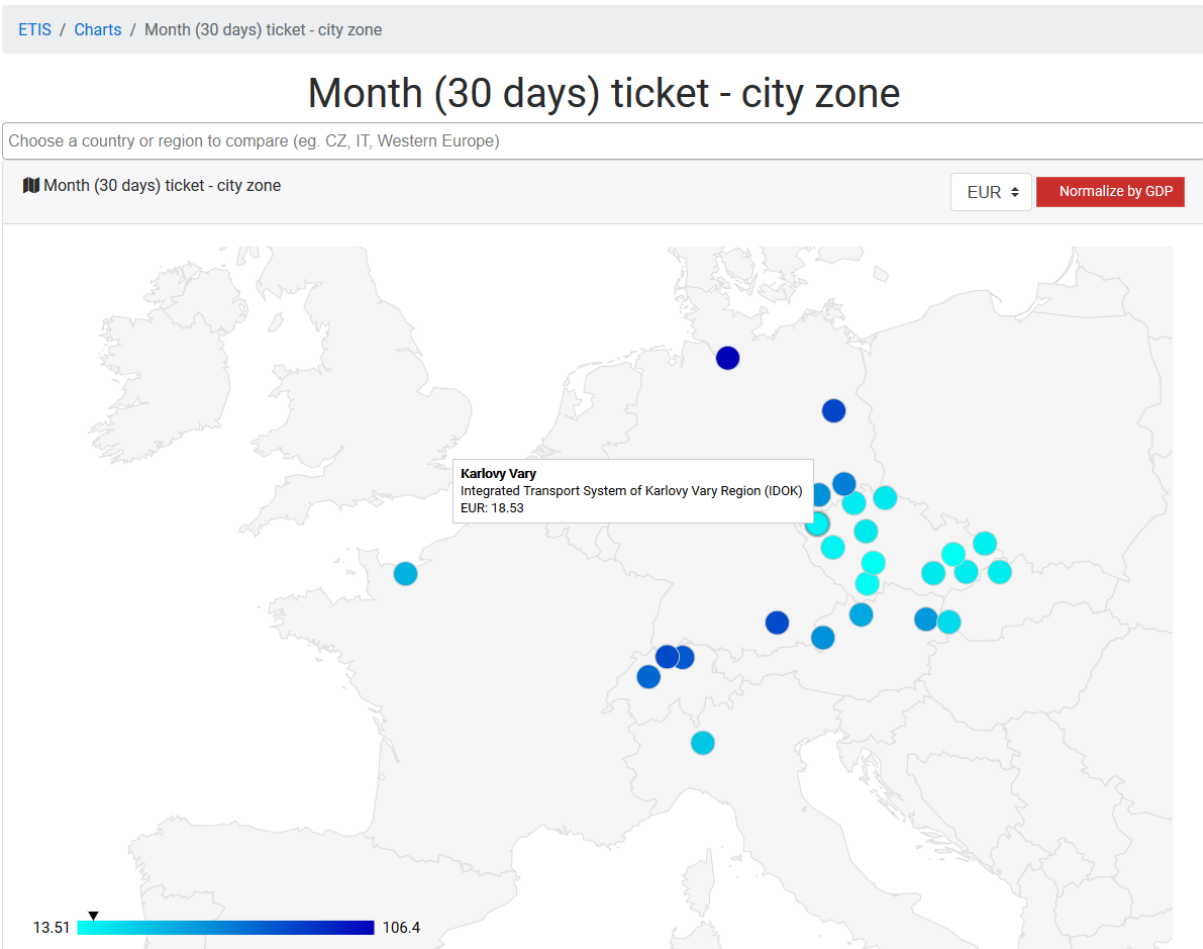 ETIS / Charts / Month (30 days) ticket - city zone
Month (30 days) ticket - city zone
Choose a country or region to compare (eg. CZ, IT, Western Europe)
Month (30 days) ticket - city zone
EUR
Normalize by GDP
Karlovy Vary
Integrated Transport System of Karlovy Vary Region (IDOK)
EUR: 18.53
13.51
106.4